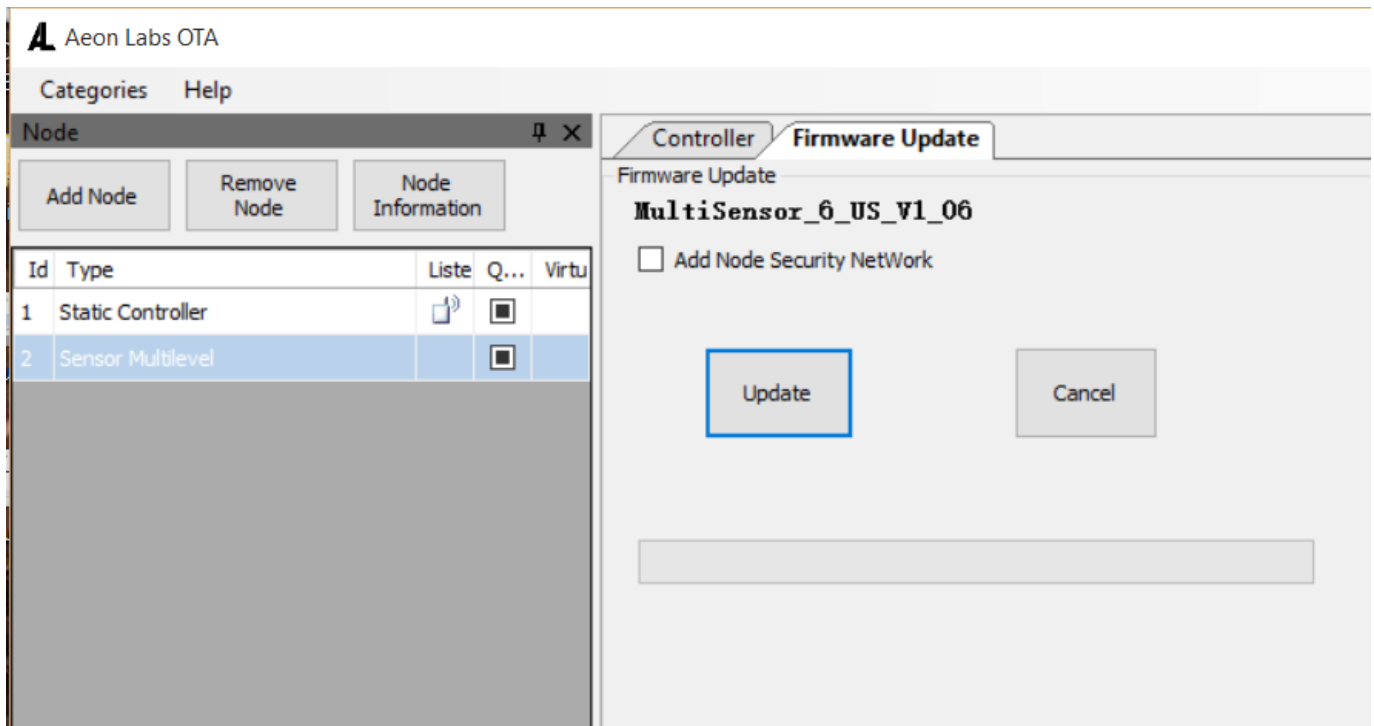 Aeon Labs OTA
Categories Help
Node
Add Node Remove Node Node Information
Id Type Liste Q... Virtu
1 Static Controller
2 Sensor Multilevel
Controller Firmware Update
Firmware Update
MultiSensor_6_US_V1_06
Add Node Security NetWork
Update Cancel